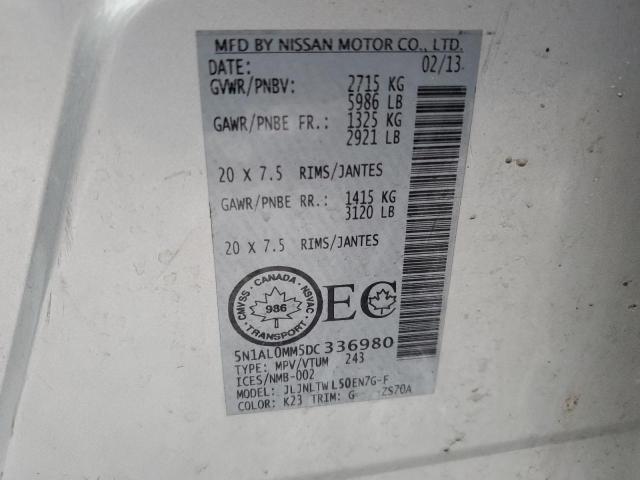 MFD BY NISSAN MOTOR CO., LTD.
DATE: 02/13
GVWR/PNBV: 2715 KG
5986 LB
GAWR/PNBE FR.: 1325 KG
2921 LB
20 X 7.5 RIMS/JANTES
GAWR/PNBE RR.: 1415 KG
3120 LB
20 X 7.5 RIMS/JANTES
CANADA
CMVSS 986 NSVAC
TRANSPORT
EC
5N1AL0MM5DC336980
TYPE: MPV/VTUM 243
ICES/NMB-002
MODEL: JLJNLTWL50EN7G-F
COLOR: K23 TRIM: G ZS70A